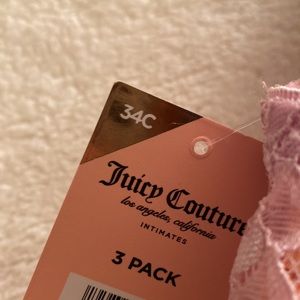 34C
Juicy Couture
los angeles, california
INTIMATES
3 PACK